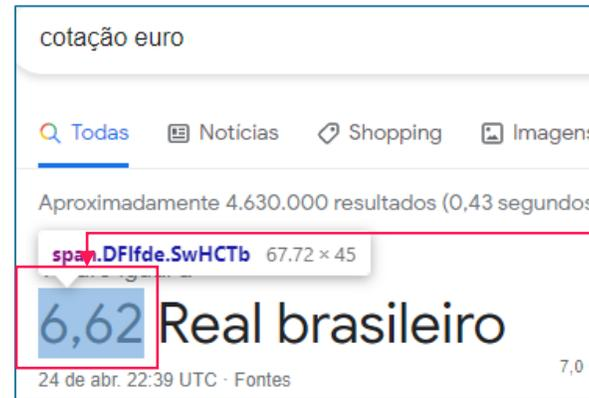 cotação euro
Todas Notícias Shopping Imagens
Aproximadamente 4.630.000 resultados (0,43 segundos
span.DFlfde.SwHCTb 67.72 × 45
6,62 Real brasileiro
7,0
24 de abr. 22:39 UTC · Fontes